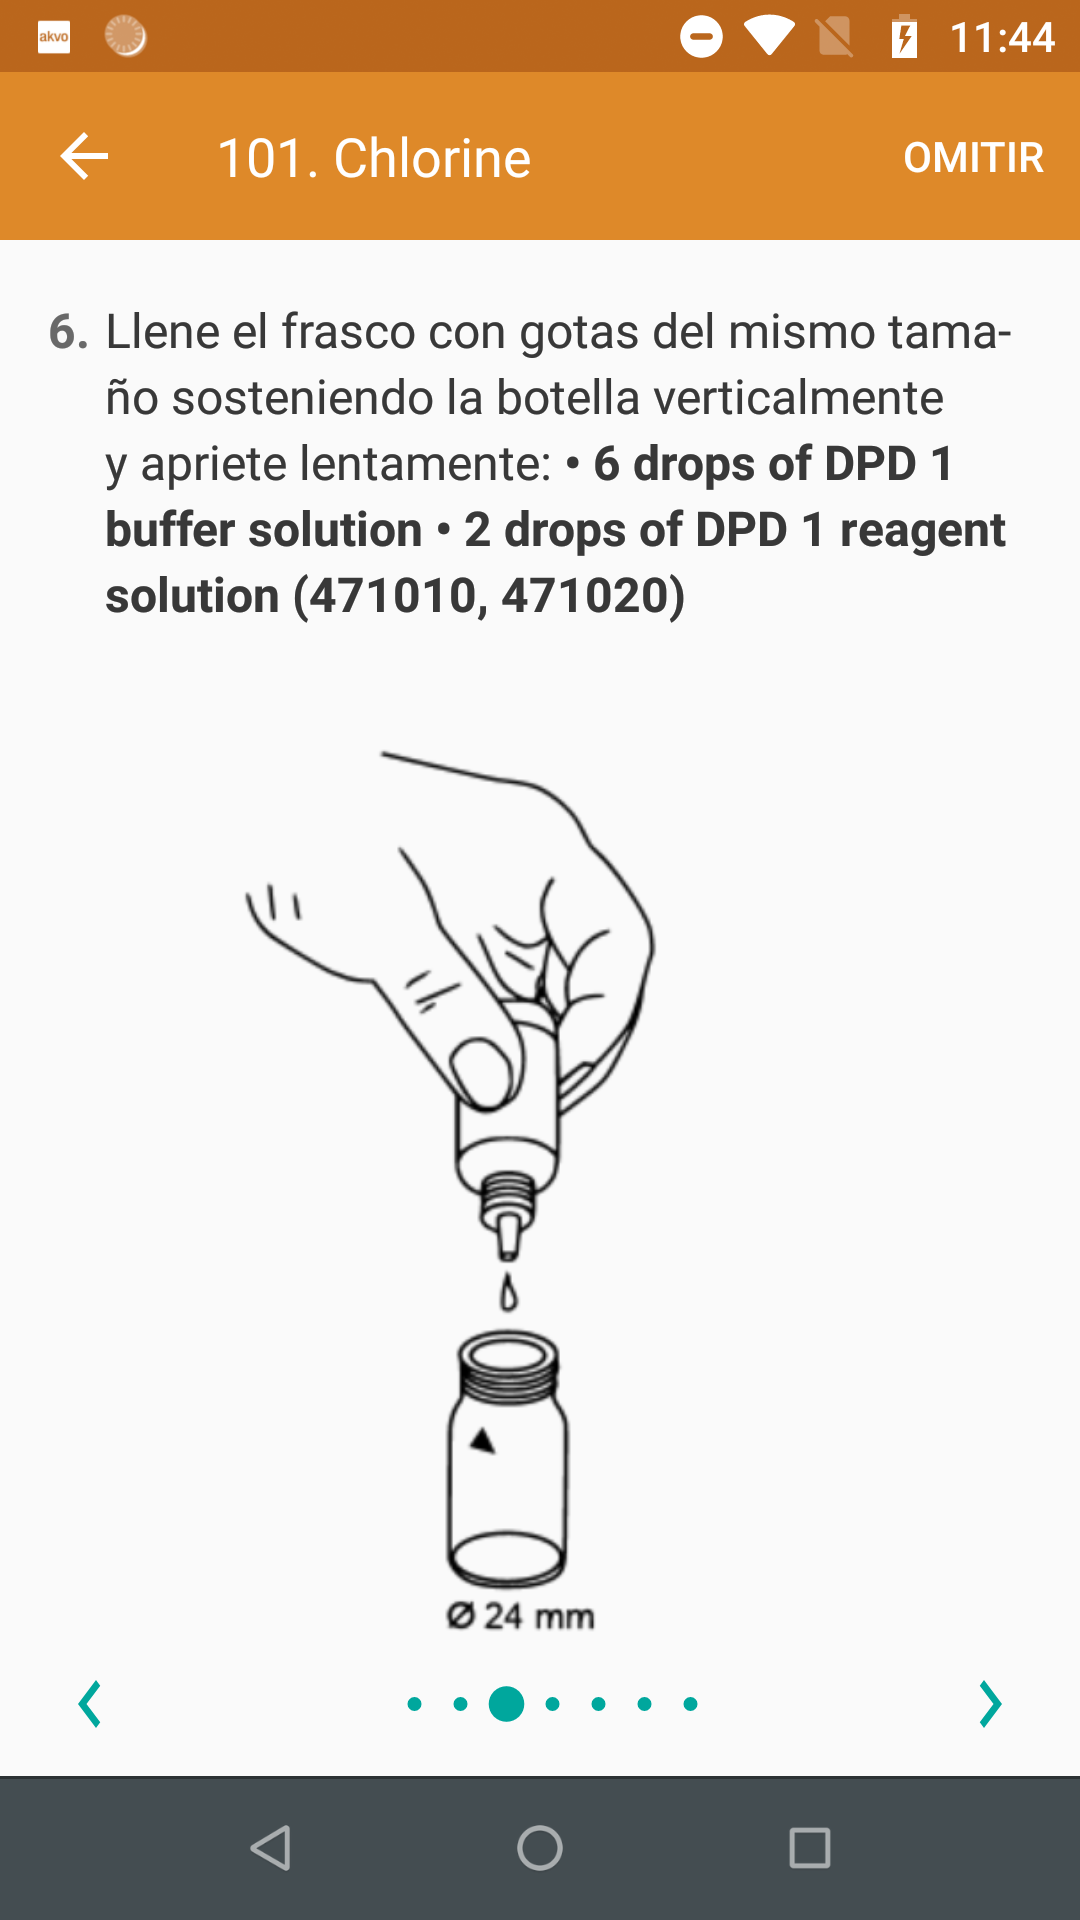 akvo
11:44
101. Chlorine
OMITIR
6. Llene el frasco con gotas del mismo tama-
ño sosteniendo la botella verticalmente
y apriete lentamente: • 6 drops of DPD 1
buffer solution • 2 drops of DPD 1 reagent
solution (471010, 471020)
Ø 24 mm